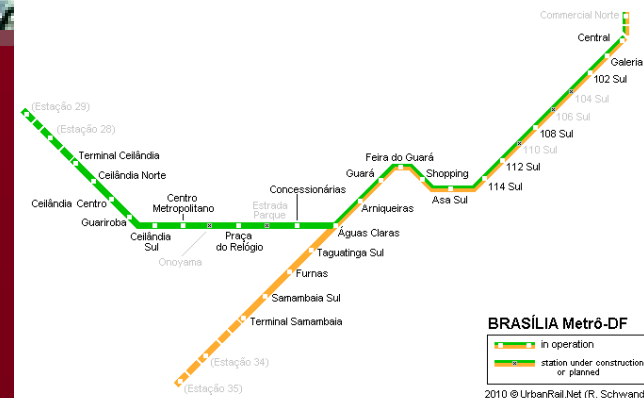 Commercial Norte
Central
Galeria
102 Sul
104 Sul
106 Sul
108 Sul
110 Sul
112 Sul
114 Sul
Asa Sul
Shopping
Feira do Guará
Guará
Arniqueiras
Águas Claras
Concessionárias
Estrada
Parque
Praça
do Relógio
Onoyama
Centro
Metropolitano
Ceilândia
Sul
Guariroba
Ceilândia Centro
Ceilândia Norte
Terminal Ceilândia
(Estação 28)
(Estação 29)
Taguatinga Sul
Furnas
Samambaia Sul
Terminal Samambaia
(Estação 34)
(Estação 35)
BRASÍLIA Metrô-DF
in operation
station under construction
or planned
2010 © UrbanRail.Net (R. Schwand